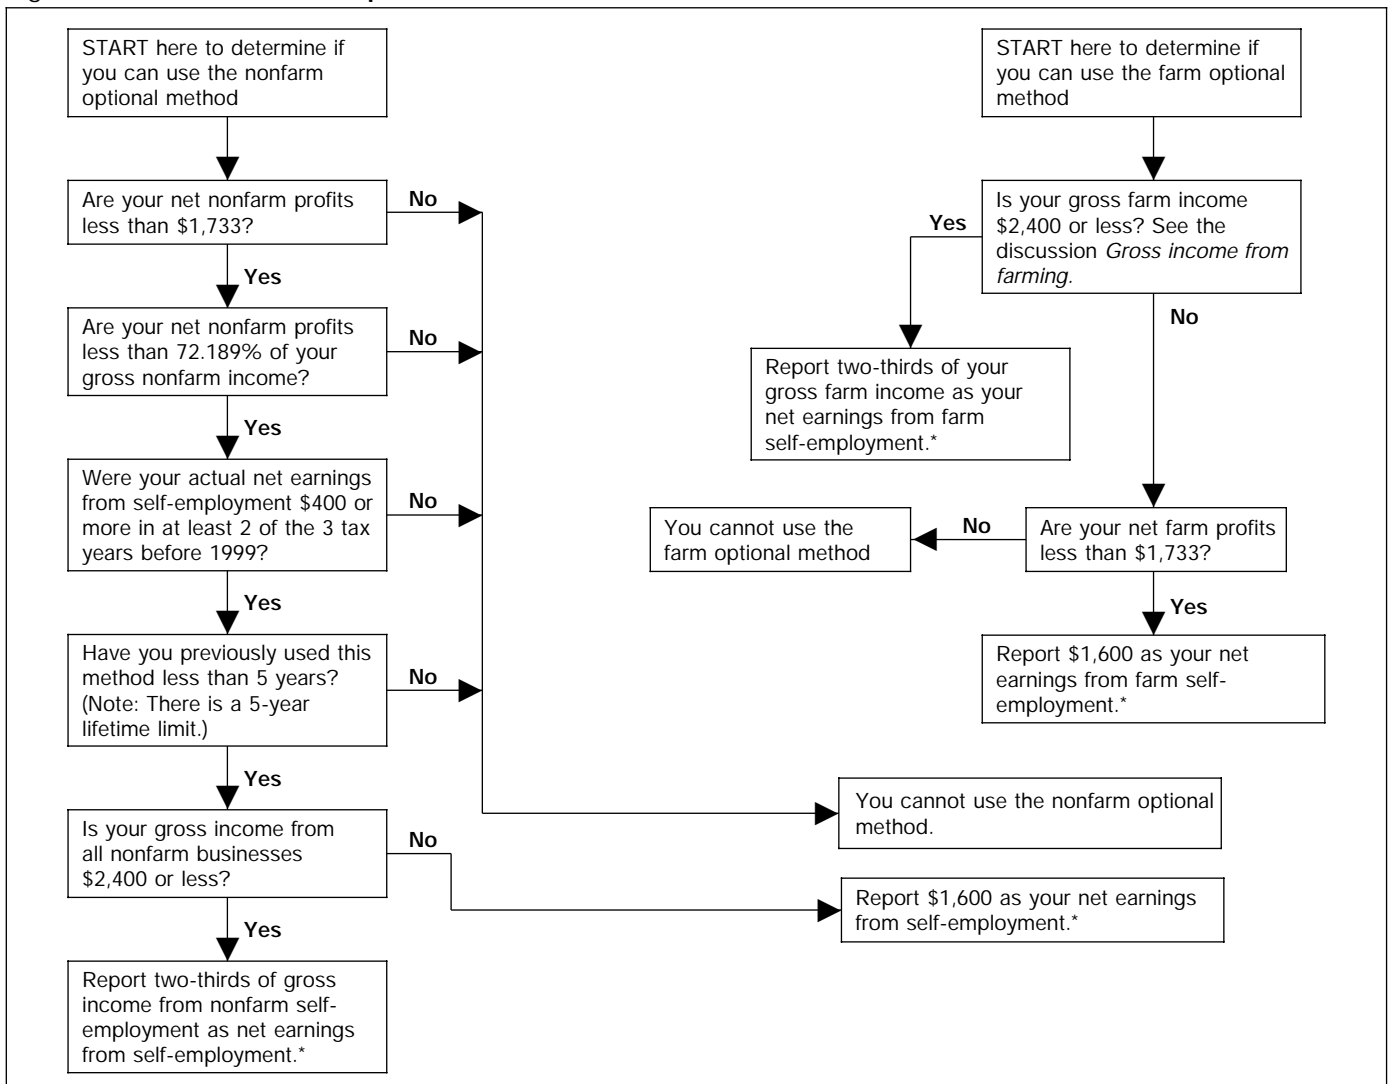 START here to determine if
you can use the nonfarm
optional method
Are your net nonfarm profits
less than $1,733?
No
Yes
Are your net nonfarm profits
less than 72.189% of your
gross nonfarm income?
No
Yes
Were your actual net earnings
from self-employment $400 or
more in at least 2 of the 3 tax
years before 1999?
No
Yes
Have you previously used this
method less than 5 years?
(Note: There is a 5-year
lifetime limit.)
No
Yes
Is your gross income from
all nonfarm businesses
$2,400 or less?
No
Yes
Report two-thirds of gross
income from nonfarm self-
employment as net earnings
from self-employment.*
START here to determine if
you can use the farm optional
method
Is your gross farm income
$2,400 or less? See the
discussion Gross income from
farming.
Yes
No
Report two-thirds of your
gross farm income as your
net earnings from farm
self-employment.*
You cannot use the
farm optional method
No
Are your net farm profits
less than $1,733?
Yes
Report $1,600 as your net
earnings from farm self-
employment.*
You cannot use the nonfarm optional
method.
Report $1,600 as your net earnings
from self-employment.*